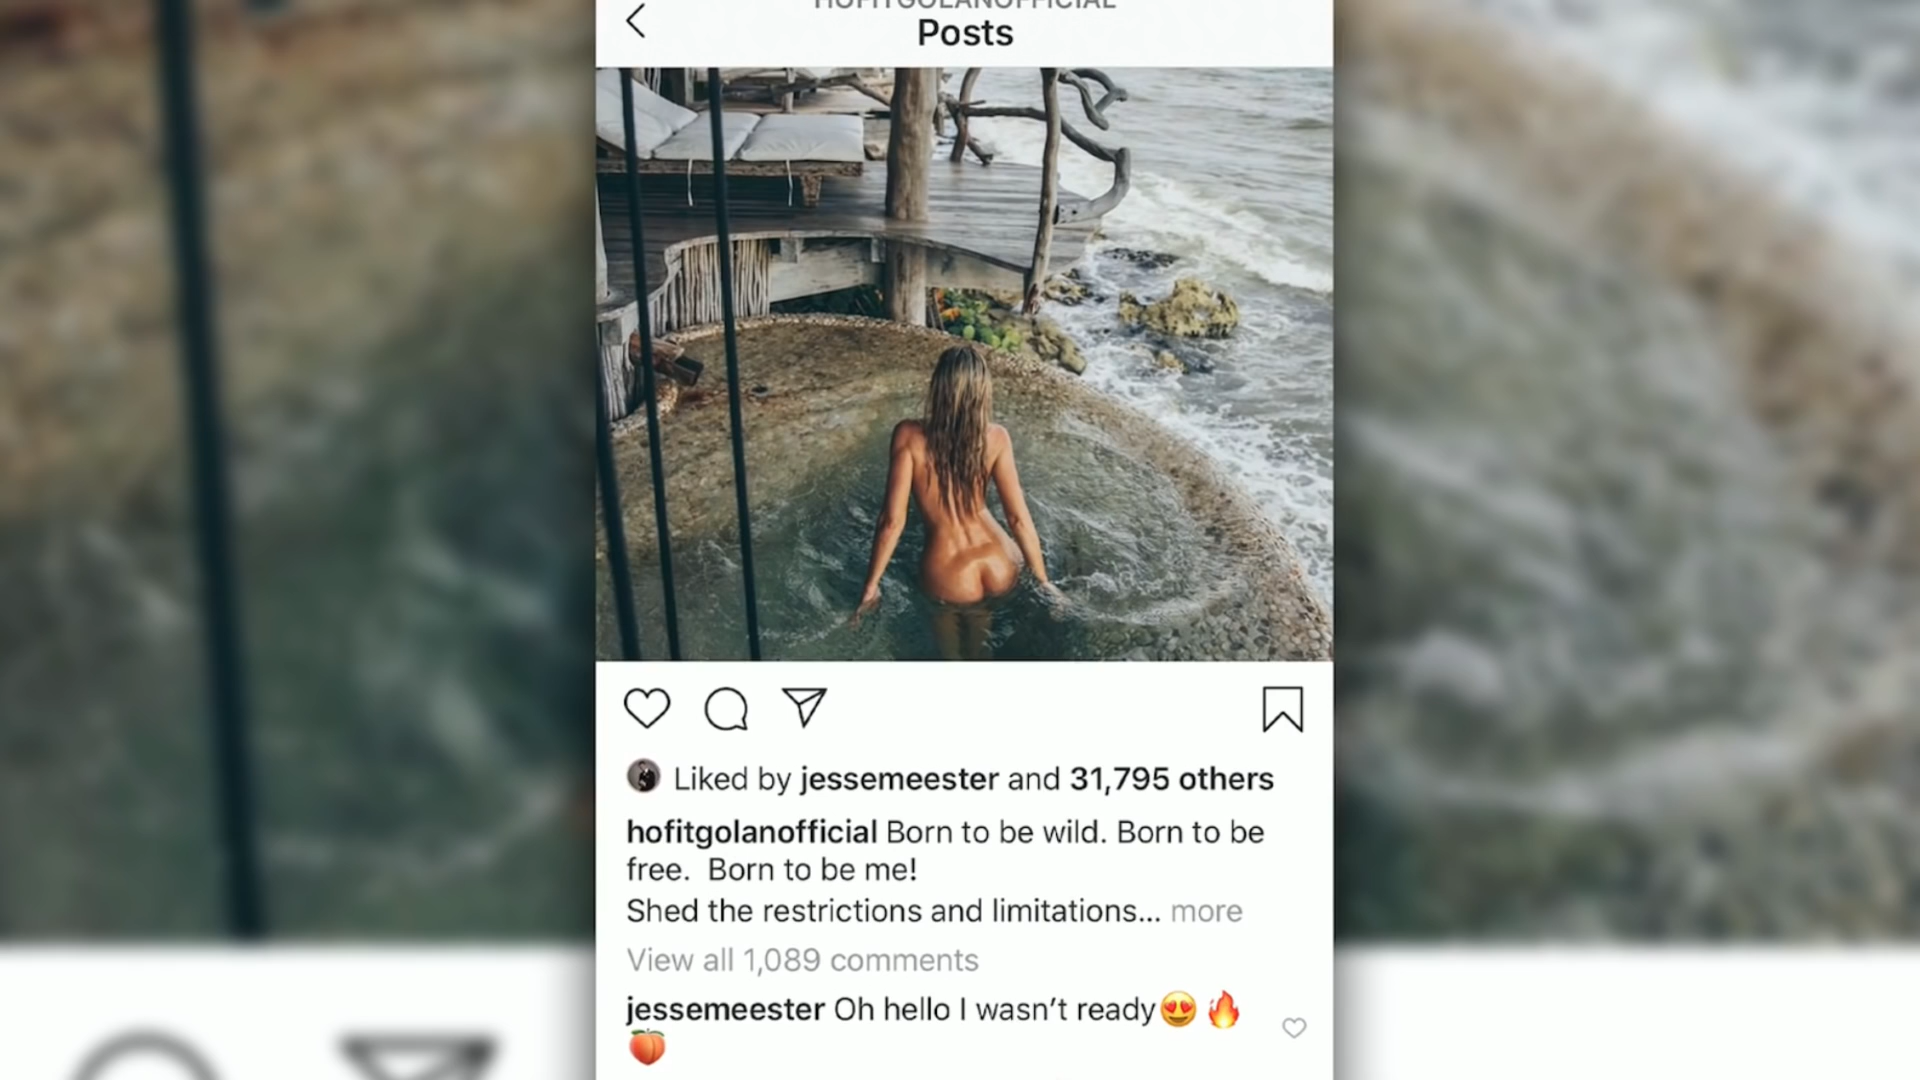 HOFITGOLANOFFICIAL
Posts
Liked by jessemeester and 31,795 others
hofitgolanofficial Born to be wild. Born to be
free. Born to be me!
Shed the restrictions and limitations... more
View all 1,089 comments
jessemeester Oh hello I wasn't ready😍 🔥
🍑